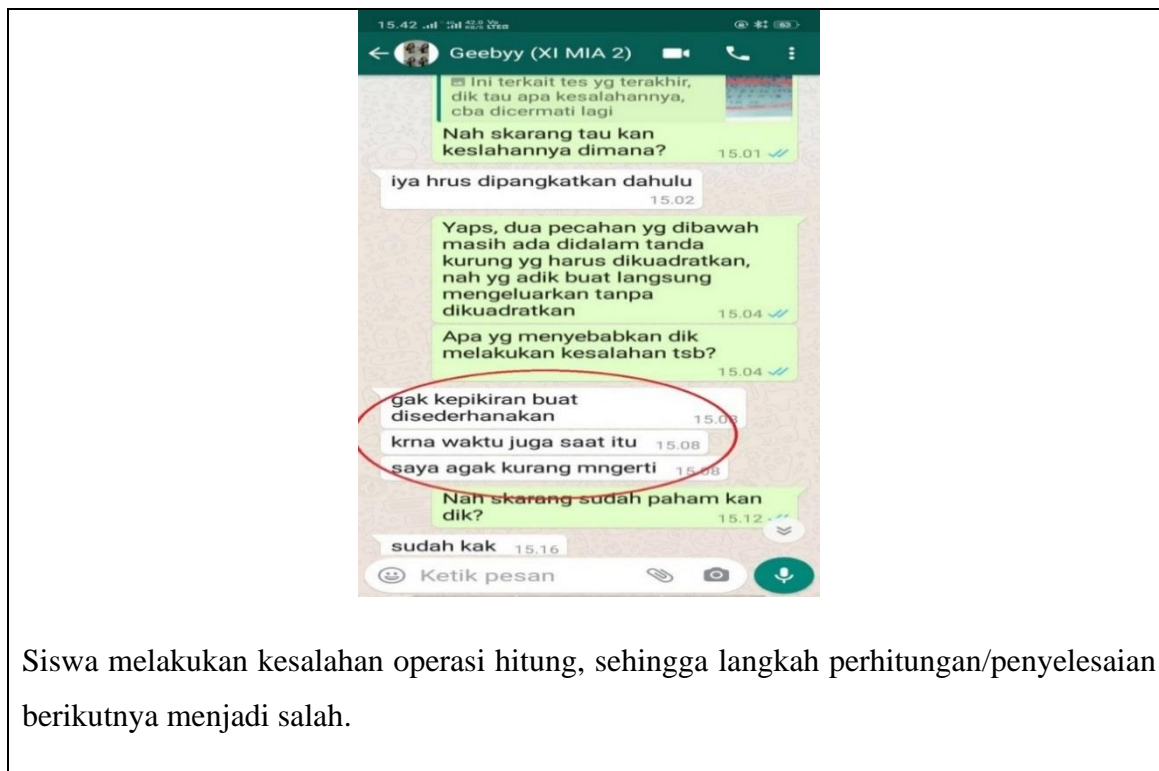 15.42
Geebyy (XI MIA 2)
Ini terkait tes yg terakhir,
dik tau apa kesalahannya,
cba dicermati lagi
Nah skarang tau kan
keslahannya dimana?
15.01
iya hrus dipangkatkan dahulu
15.02
Yaps, dua pecahan yg dibawah
masih ada didalam tanda
kurung yg harus dikuadratkan,
nah yg adik buat langsung
mengeluarkan tanpa
dikuadratkan
15.04
Apa yg menyebabkan dik
melakukan kesalahan tsb?
15.04
gak kepikiran buat
disederhanakan
krna waktu juga saat itu 15.08
saya agak kurang mngerti 15.08
Nah skarang sudah paham kan
dik?
15.12
sudah kak 15.16
Ketik pesan
Siswa melakukan kesalahan operasi hitung, sehingga langkah perhitungan/penyelesaian
berikutnya menjadi salah.